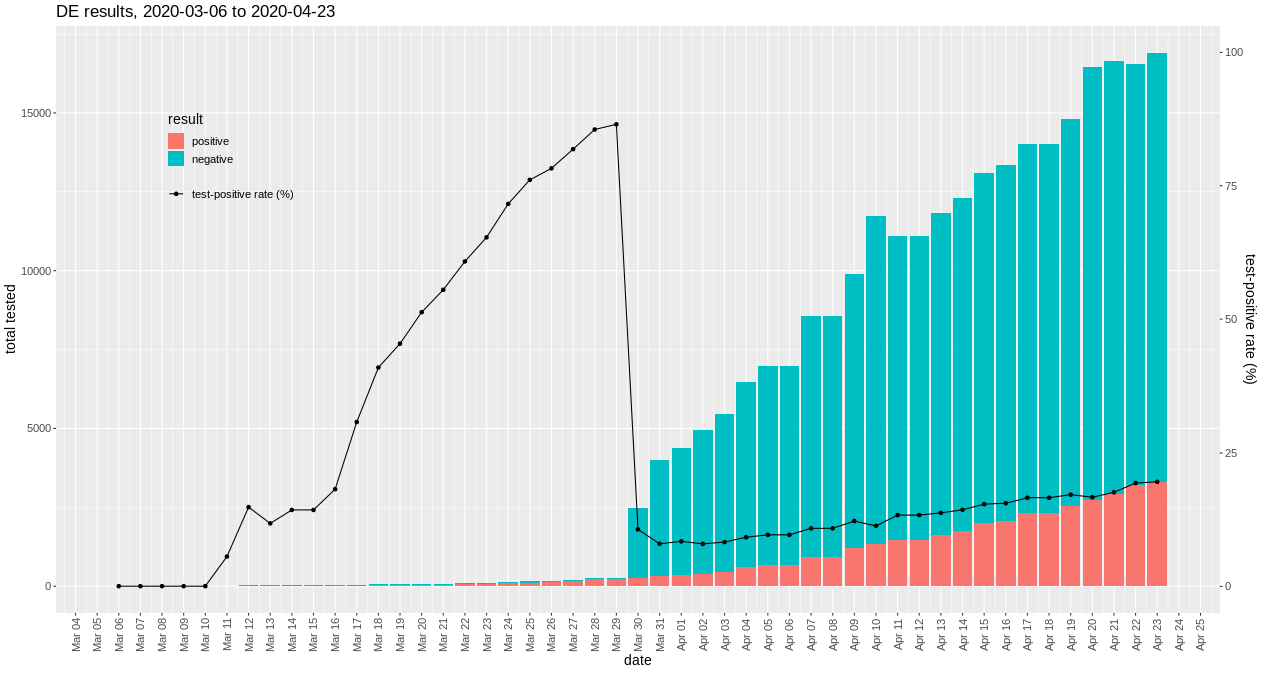 DE results, 2020-03-06 to 2020-04-23
total tested
15000
10000
5000
0
result
positive
negative
test-positive rate (%)
100
75
50
25
0
test-positive rate (%)
Mar 04
Mar 05
Mar 06
Mar 07
Mar 08
Mar 09
Mar 10
Mar 11
Mar 12
Mar 13
Mar 14
Mar 15
Mar 16
Mar 17
Mar 18
Mar 19
Mar 20
Mar 21
Mar 22
Mar 23
Mar 24
Mar 25
Mar 26
Mar 27
Mar 28
Mar 29
Mar 30
Mar 31
Apr 01
Apr 02
Apr 03
Apr 04
Apr 05
Apr 06
Apr 07
Apr 08
Apr 09
Apr 10
Apr 11
Apr 12
Apr 13
Apr 14
Apr 15
Apr 16
Apr 17
Apr 18
Apr 19
Apr 20
Apr 21
Apr 22
Apr 23
Apr 24
Apr 25
date